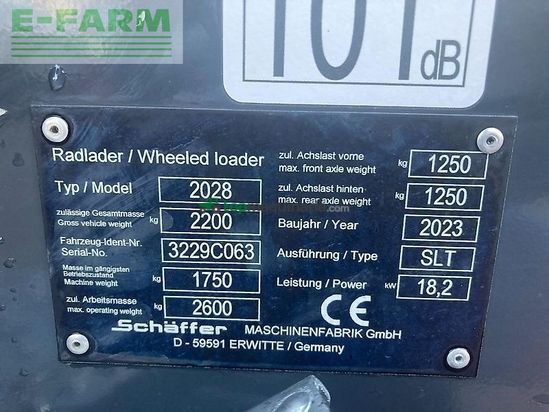 E-FARM
101 dB
Radlader / Wheeled loader
Typ / Model 2028
zulässige Gesamtmasse
Gross vehicle weight kg 2200
Fahrzeug-Ident-Nr.
Serial-No. 3229C063
Masse im gängigsten
Betriebszustand
Machine weight kg 1750
zul. Arbeitsmasse
max. operating weight kg 2600
zul. Achslast vorne
max. front axle weight kg 1250
zul. Achslast hinten
max. rear axle weight kg 1250
Baujahr / Year 2023
Ausführung / Type SLT
Leistung / Power kW 18,2
CE
Schäffer MASCHINENFABRIK GmbH
D - 59591 ERWITTE / Germany